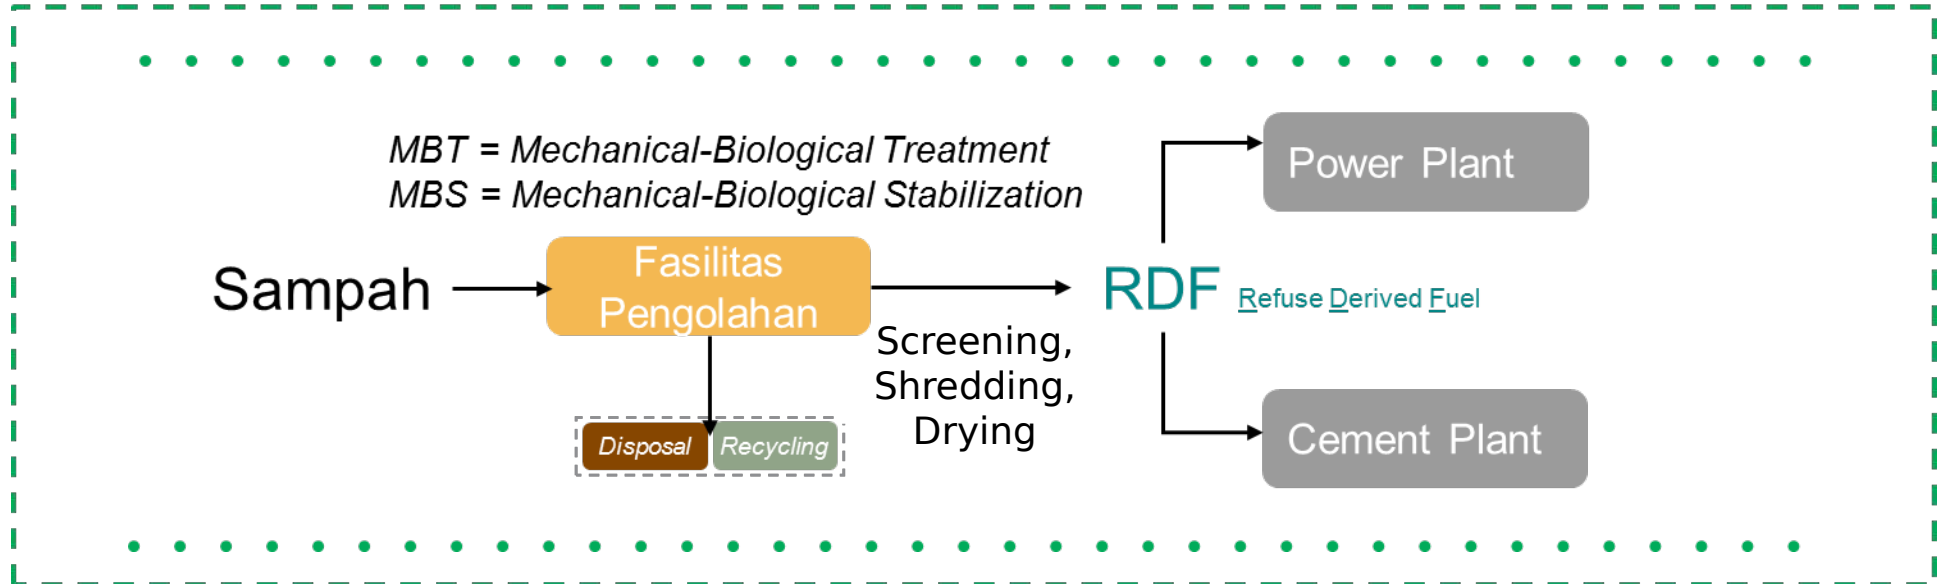 MBT = Mechanical-Biological Treatment
MBS = Mechanical-Biological Stabilization
Sampah
Fasilitas
Pengolahan
Screening,
Shredding,
Drying
Disposal
Recycling
RDF Refuse Derived Fuel
Power Plant
Cement Plant